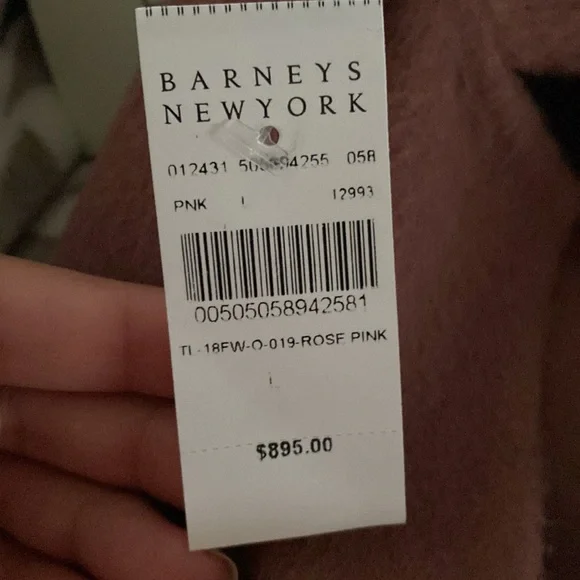 BARNEYS
NEWYORK
012431 058
PNK 12993
00505058942581
TL-18FW-O-019-ROSE PINK
$895.00